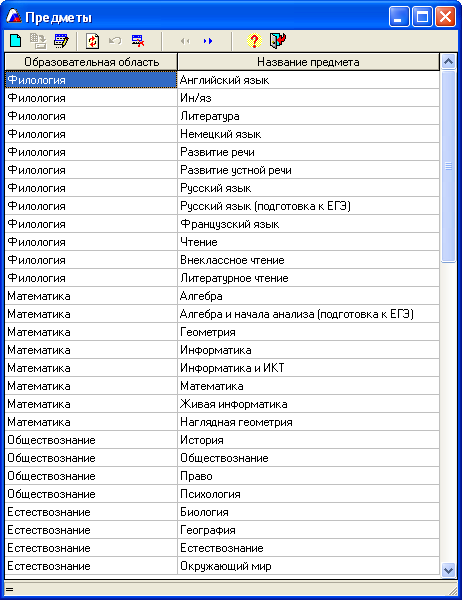 Предметы
Образовательная область Название предмета
Филология Английский язык
Филология Ин/яз
Филология Литература
Филология Немецкий язык
Филология Развитие речи
Филология Развитие устной речи
Филология Русский язык
Филология Русский язык (подготовка к ЕГЭ)
Филология Французский язык
Филология Чтение
Филология Внеклассное чтение
Филология Литературное чтение
Математика Алгебра
Математика Алгебра и начала анализа (подготовка к ЕГЭ)
Математика Геометрия
Математика Информатика
Математика Информатика и ИКТ
Математика Математика
Математика Живая информатика
Математика Наглядная геометрия
Обществознание История
Обществознание Обществознание
Обществознание Право
Обществознание Психология
Естествознание Биология
Естествознание География
Естествознание Естествознание
Естествознание Окружающий мир
=